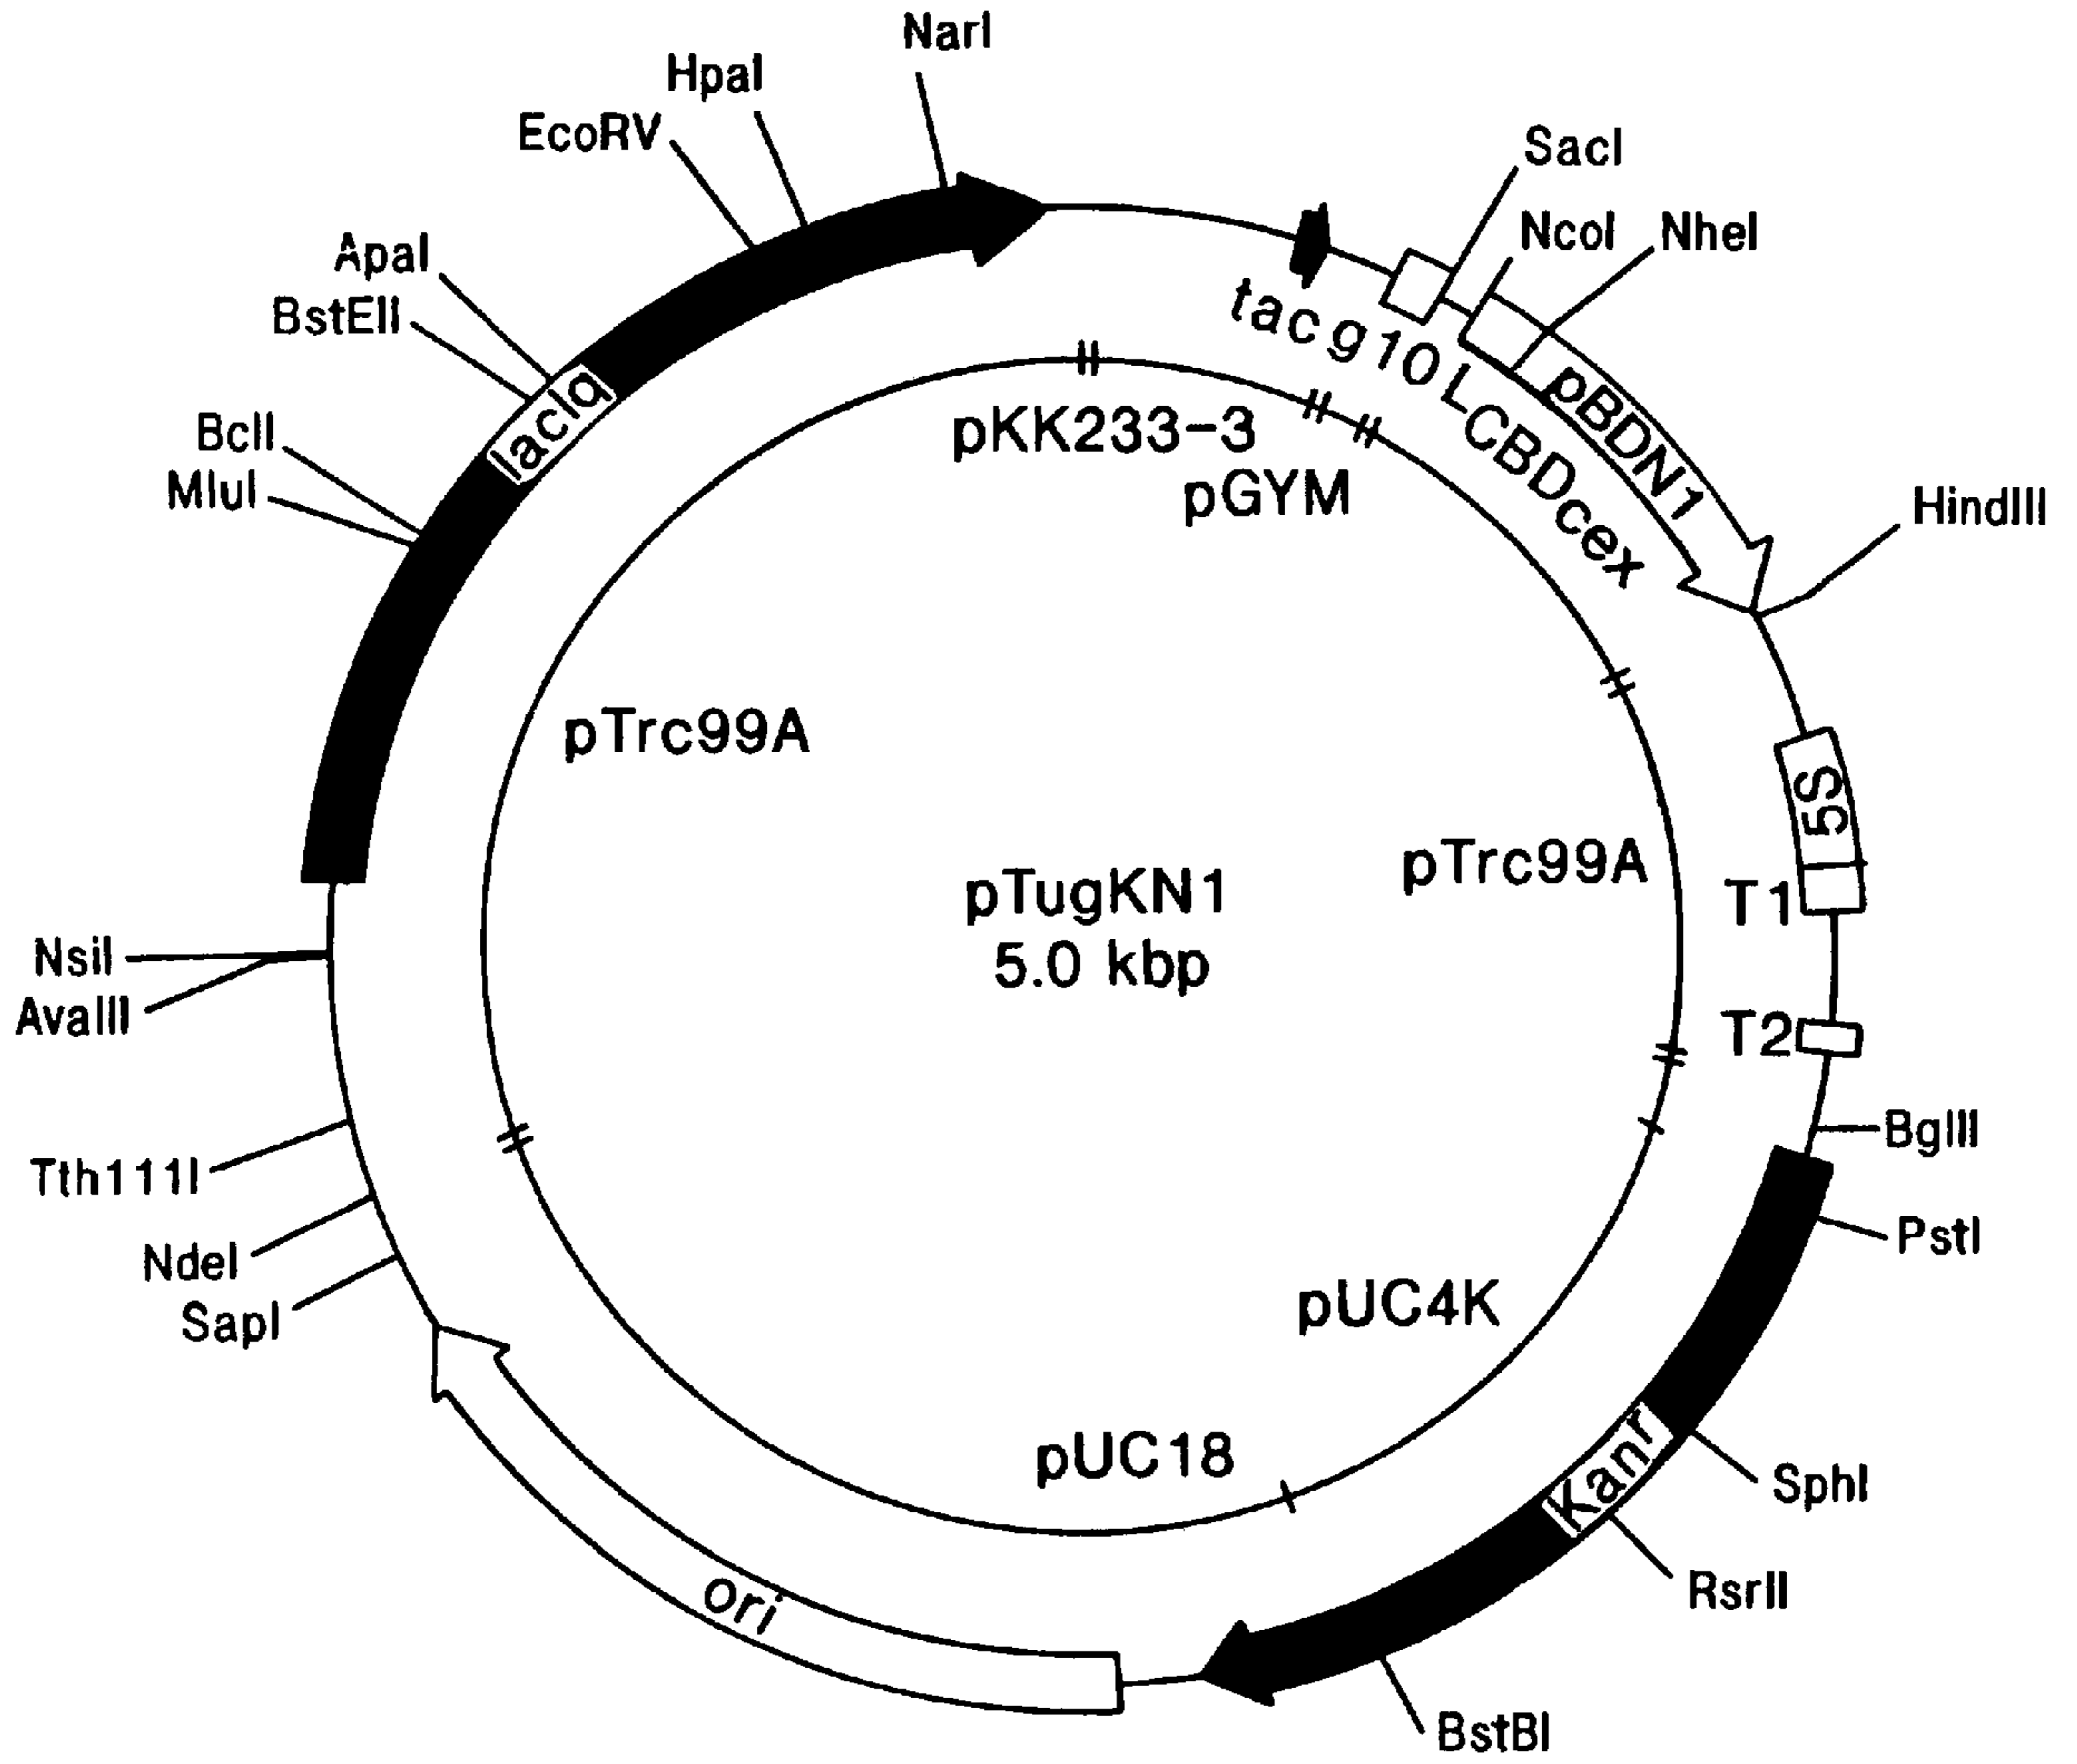 NarI
HpaI
EcoRV
SacI
NcoI
NheI
ApaI
BstEII
lacIq
tac g10 L CBDcex
pBDN1
BclI
MluI
pKK233-3
pGYM
HindIII
pTrc99A
5S
pTrc99A
pTugKN1
5.0 kbp
T1
NsiI
AvaIII
T2
BglII
Tth111I
PstI
NdeI
SapI
pUC4K
pUC18
Kanr
SphI
RsrII
ori
BstBI